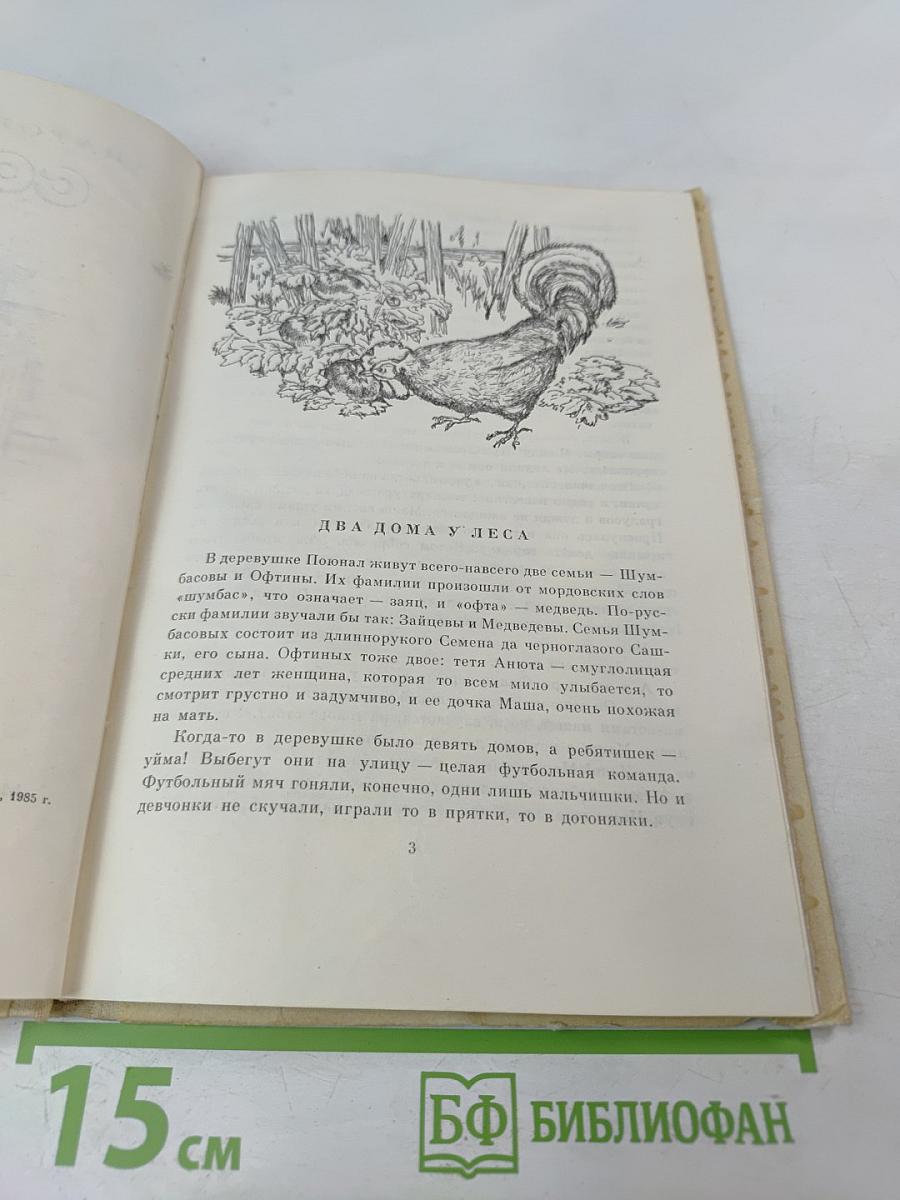 , 1985 г.
ДВА ДОМА У ЛЕСА
В деревушке Поюнал живут всего-навсего две семьи — Шум-
басовы и Офтины. Их фамилии произошли от мордовских слов
«шумбас», что означает — заяц, и «офта» — медведь. По-рус-
ски фамилии звучали бы так: Зайцевы и Медведевы. Семья Шум-
басовых состоит из длиннорукого Семена да черноглазого Саш-
ки, его сына. Офтиных тоже двое: тетя Анюта — смуглолицая
средних лет женщина, которая то всем мило улыбается, то
смотрит грустно и задумчиво, и ее дочка Маша, очень похожая
на мать.
Когда-то в деревушке было девять домов, а ребятишек —
уйма! Выбегут они на улицу — целая футбольная команда.
Футбольный мяч гоняли, конечно, одни лишь мальчишки. Но и
девчонки не скучали, играли то в прятки, то в догонялки.
3
15 см
БФ БИБЛИОФАН